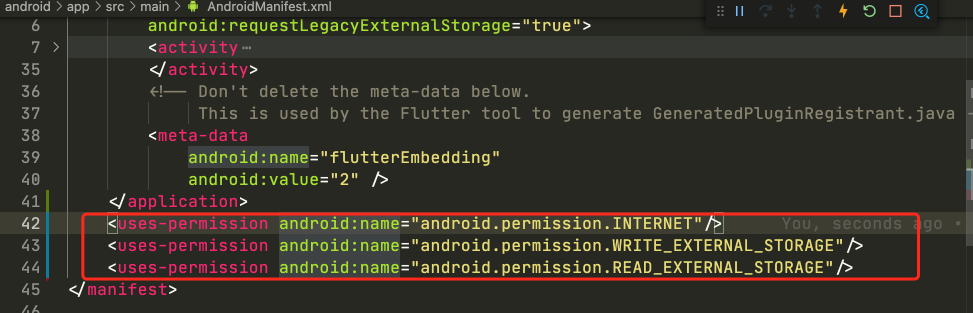 android > app > src > main > AndroidManifest.xml
6 android:requestLegacyExternalStorage="true">
7 <activity…
35 </activity>
36 <!-- Don't delete the meta-data below.
37 This is used by the Flutter tool to generate GeneratedPluginRegistrant.java
38 <meta-data
39 android:name="flutterEmbedding"
40 android:value="2" />
41 </application>
42 <uses-permission android:name="android.permission.INTERNET"/> You, seconds ago •
43 <uses-permission android:name="android.permission.WRITE_EXTERNAL_STORAGE"/>
44 <uses-permission android:name="android.permission.READ_EXTERNAL_STORAGE"/>
45 </manifest>
46